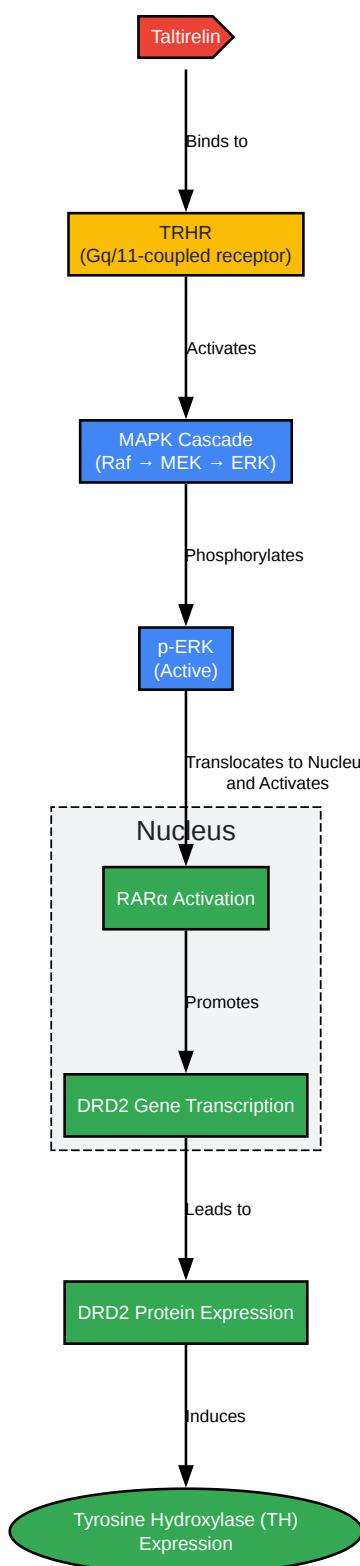 Taltirelin
Binds to
TRHR
(Gq/11-coupled receptor)
Activates
MAPK Cascade
(Raf → MEK → ERK)
Phosphorylates
p-ERK
(Active)
Translocates to Nucleu
and Activates
Nucleus
RARα Activation
Promotes
DRD2 Gene Transcription
Leads to
DRD2 Protein Expression
Induces
Tyrosine Hydroxylase (TH)
Expression